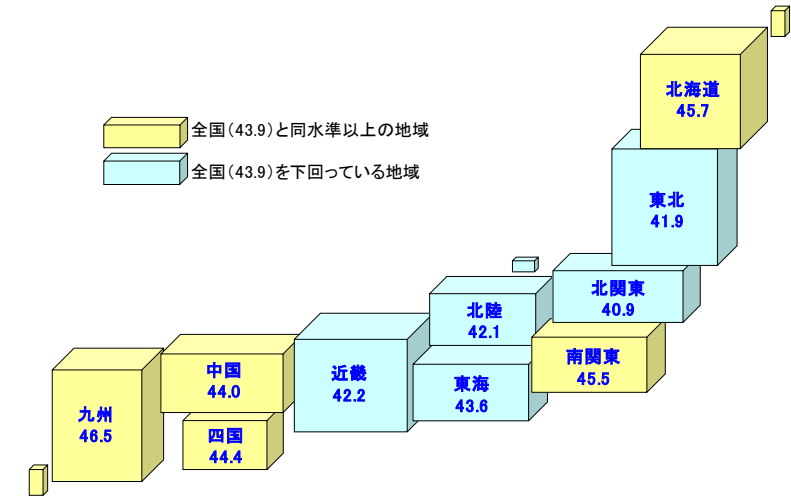 北海道
45.7
全国（43.9）と同水準以上の地域
全国（43.9）を下回っている地域
東北
41.9
北関東
40.9
北陸
42.1
南関東
45.5
中国
44.0
近畿
42.2
東海
43.6
九州
46.5
四国
44.4